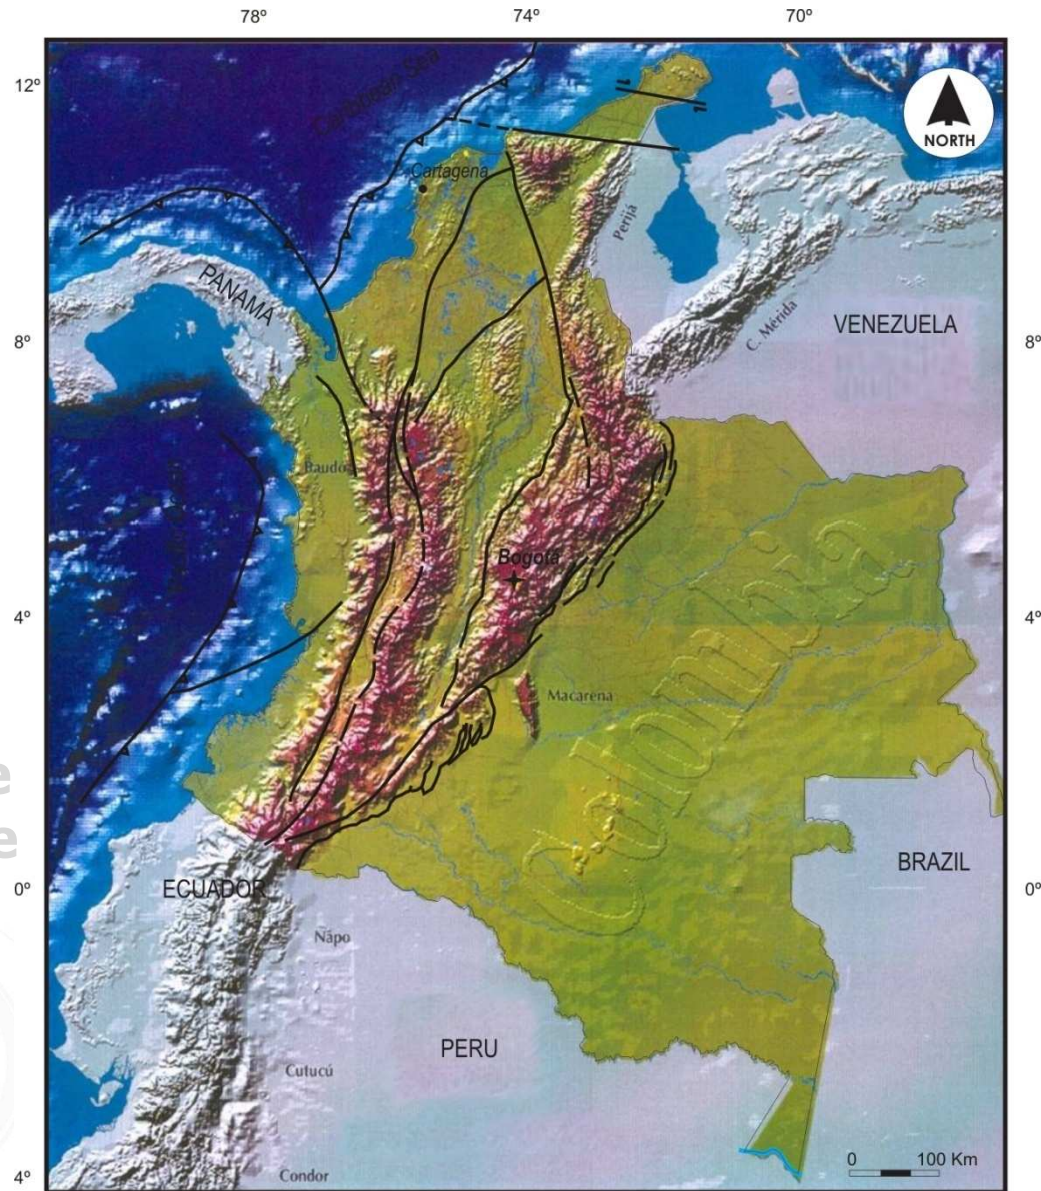 78º 74º 70º
12º
Caribbean Sea
NORTH
Cartagena
Perijá
PANAMA
C. Mérida
VENEZUELA
8º 8º
Baudó
Bogotá
4º 4º
Macarena
Colombia
e
e
BRAZIL
ECUADOR
0º 0º
Nāpo
PERU
Cutucú
Condor
4º
0 100 Km